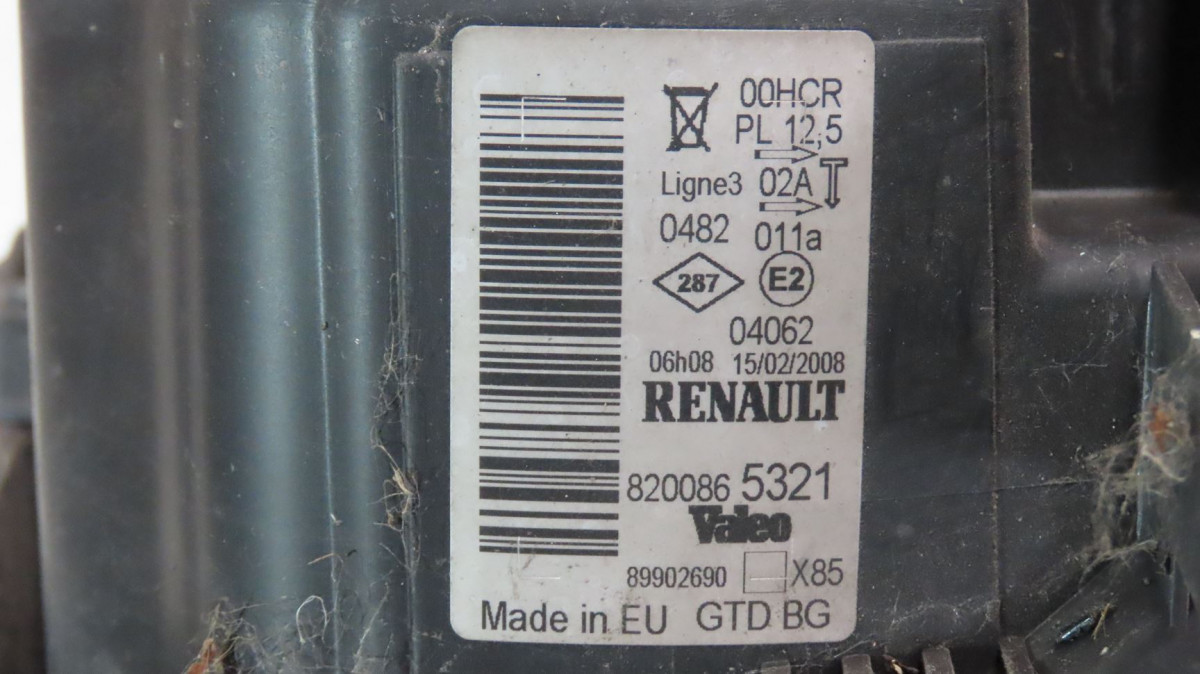 00HCR
PL 12,5
Ligne3 02A
0482 011a
287 E2
04062
06h08 15/02/2008
RENAULT
820086 5321
Valeo
89902690 X85
Made in EU GTD BG